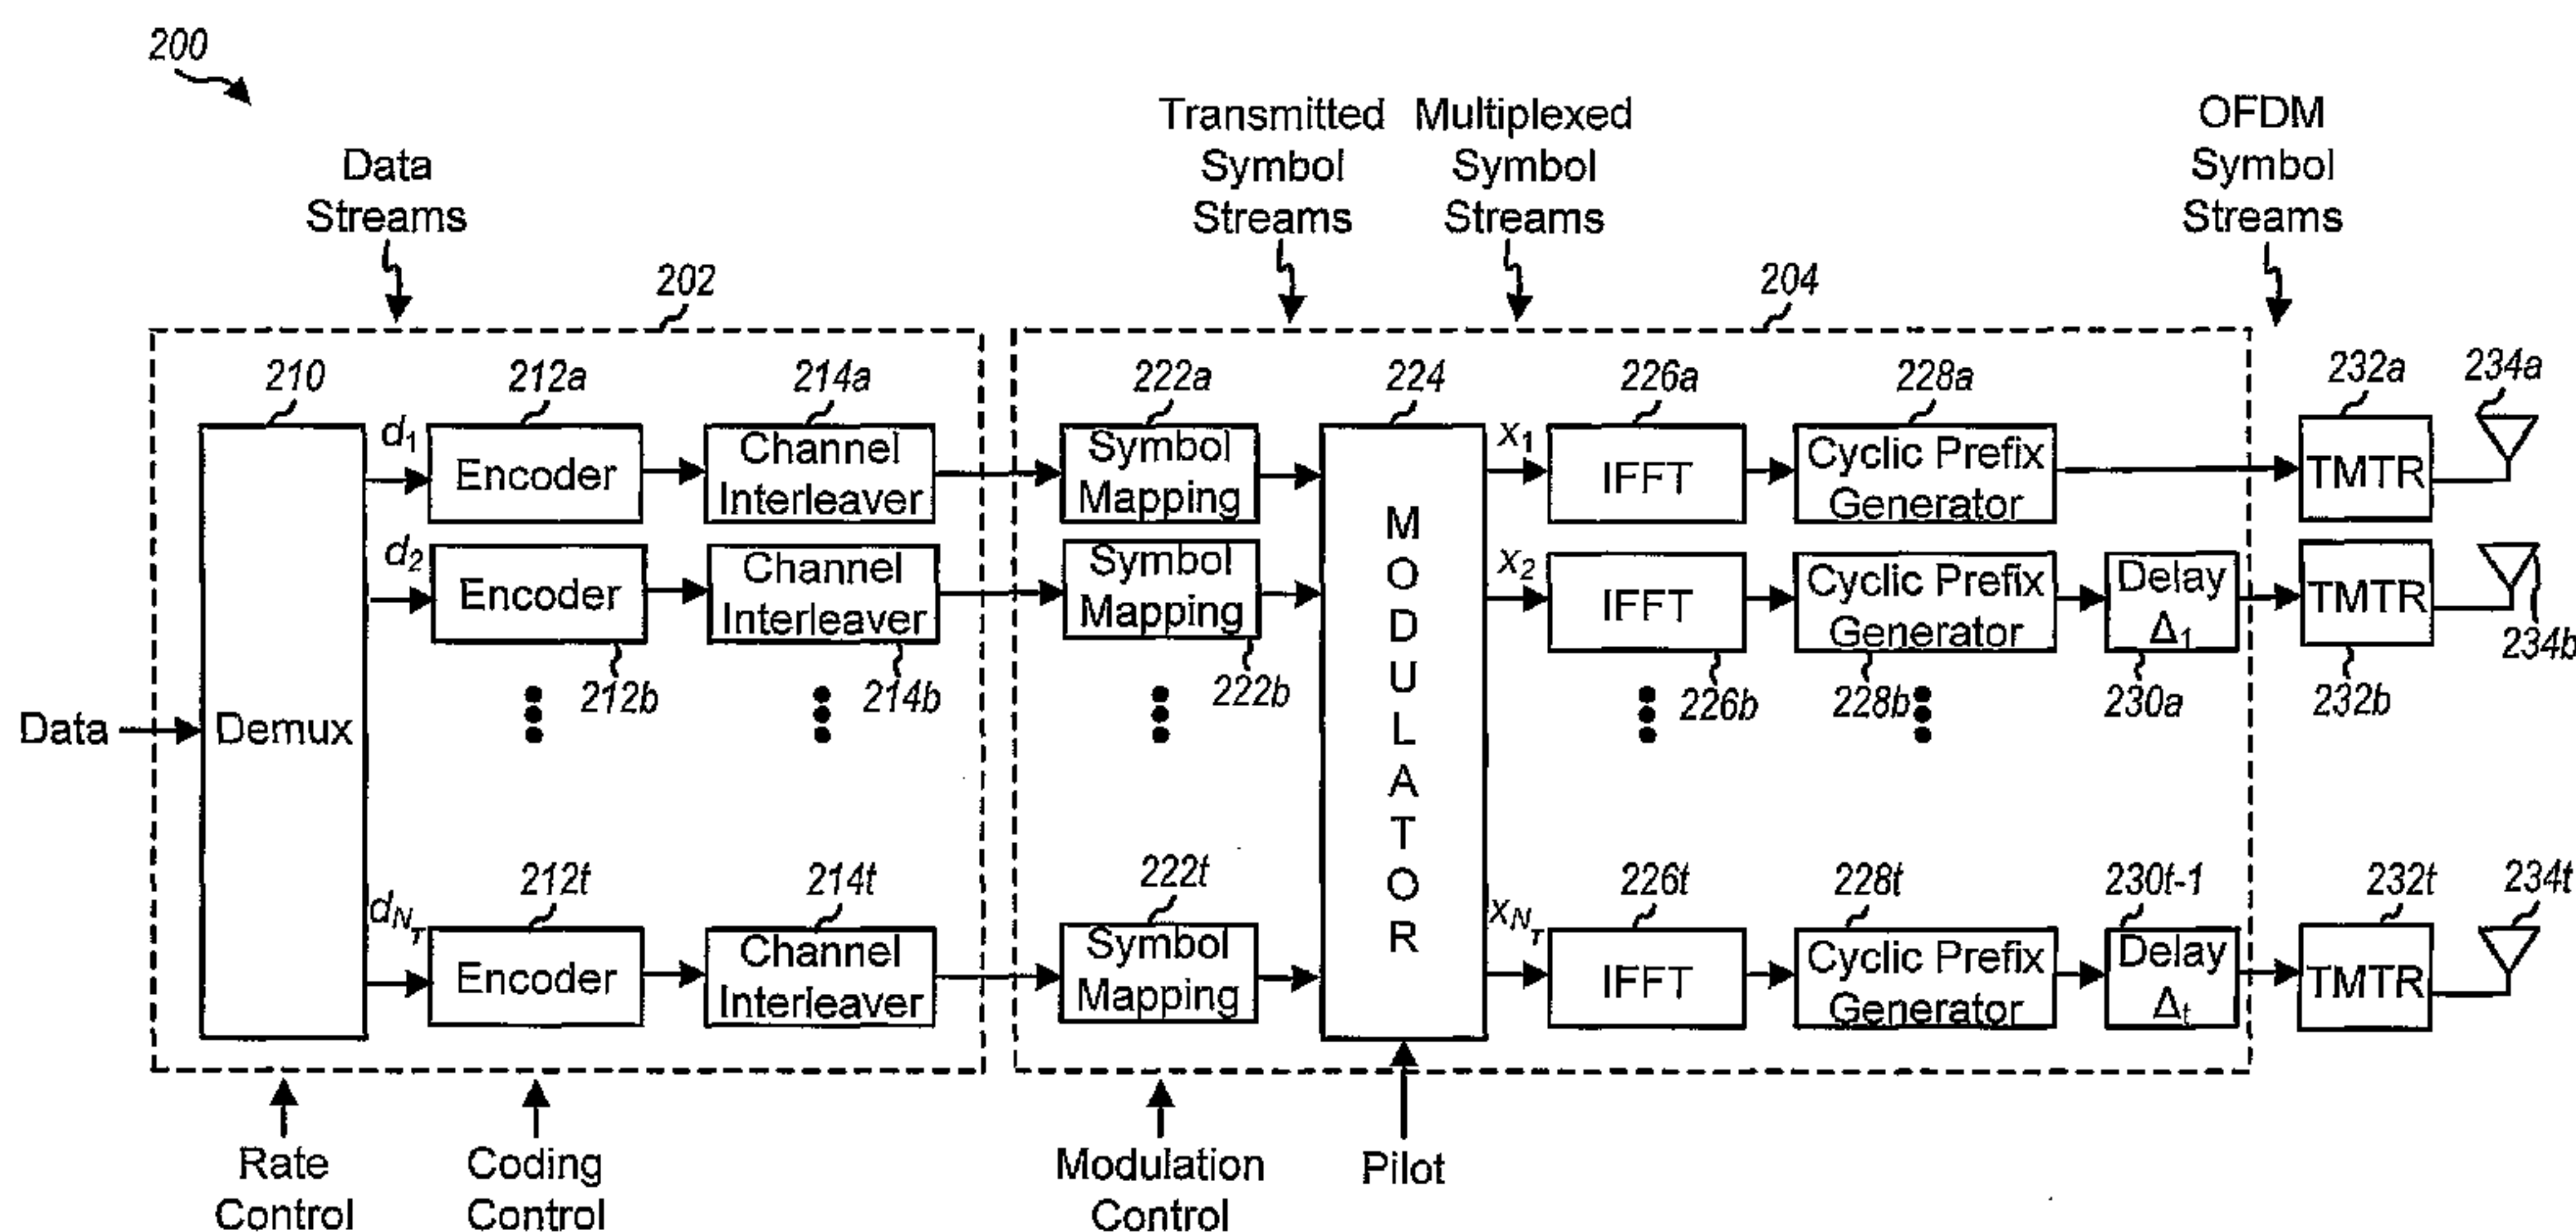 200
Data
Streams
Transmitted
Symbol
Streams
Multiplexed
Symbol
Streams
OFDM
Symbol
Streams
202
204
210
212a
214a
222a
224
226a
228a
232a
234a
d1
Encoder
Channel
Interleaver
Symbol
Mapping
x1
IFFT
Cyclic Prefix
Generator
TMTR
d2
Encoder
Channel
Interleaver
Symbol
Mapping
x2
IFFT
Cyclic Prefix
Generator
Delay
Δ1
TMTR
234b
212b
214b
222b
226b
228b
230a
232b
Data
Demux
MODULATOR
212t
214t
222t
226t
228t
230t-1
232t
234t
dNT
Encoder
Channel
Interleaver
Symbol
Mapping
xNT
IFFT
Cyclic Prefix
Generator
Delay
Δt
TMTR
Rate
Control
Coding
Control
Modulation
Control
Pilot